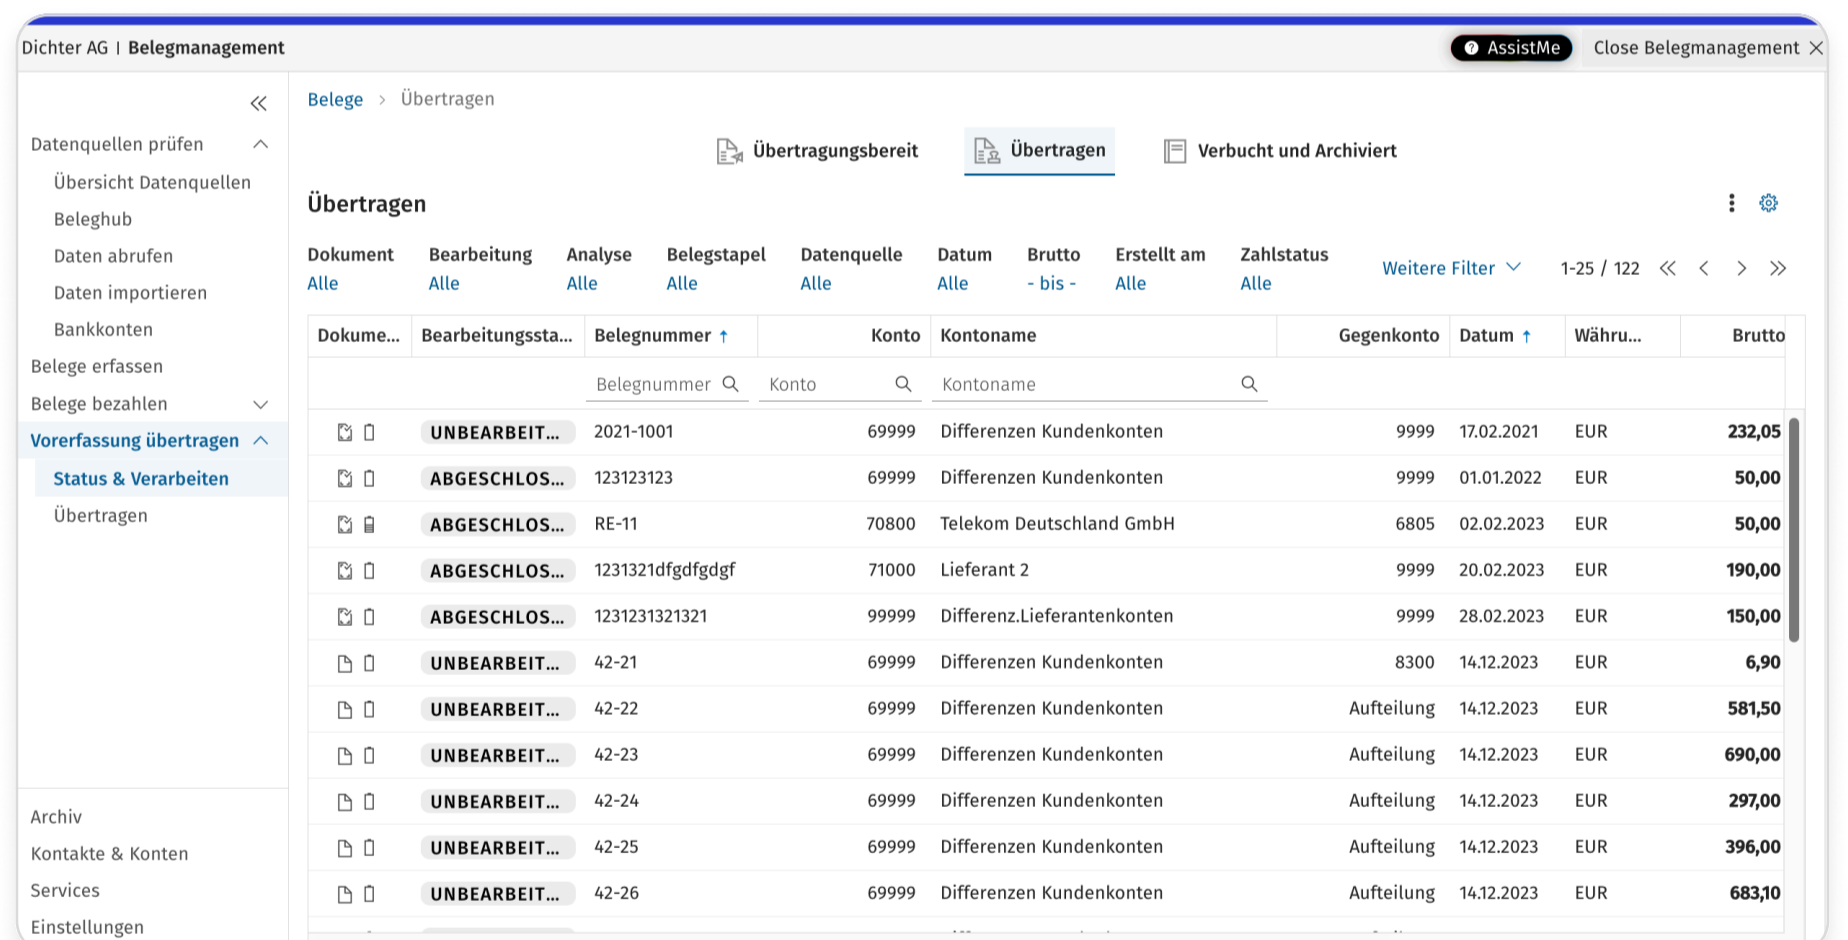 Dichter AG | Belegmanagement
AssistMe
Close Belegmanagement
Datenquellen prüfen
Übersicht Datenquellen
Beleghub
Daten abrufen
Daten importieren
Bankkonten
Belege erfassen
Belege bezahlen
Vorerfassung übertragen
Status & Verarbeiten
Übertragen
Archiv
Kontakte & Konten
Services
Einstellungen
Belege > Übertragen
Übertragungsbereit
Übertragen
Verbucht und Archiviert
Übertragen
Dokument Bearbeitung Analyse Belegstapel Datenquelle Datum Brutto Erstellt am Zahlstatus
Alle Alle Alle Alle Alle Alle - bis - Alle Alle
Weitere Filter 1-25 / 122
Dokume... Bearbeitungssta... Belegnummer ↑ Konto Kontoname Gegenkonto Datum ↑ Währu... Brutto
Belegnummer Konto Kontoname
UNBEARBEIT... 2021-1001 69999 Differenzen Kundenkonten 9999 17.02.2021 EUR 232,05
ABGESCHLOS... 123123123 69999 Differenzen Kundenkonten 9999 01.01.2022 EUR 50,00
ABGESCHLOS... RE-11 70800 Telekom Deutschland GmbH 6805 02.02.2023 EUR 50,00
ABGESCHLOS... 1231321dfgdfgdgf 71000 Lieferant 2 9999 20.02.2023 EUR 190,00
ABGESCHLOS... 1231231321321 99999 Differenz.Lieferantenkonten 9999 28.02.2023 EUR 150,00
UNBEARBEIT... 42-21 69999 Differenzen Kundenkonten 8300 14.12.2023 EUR 6,90
UNBEARBEIT... 42-22 69999 Differenzen Kundenkonten Aufteilung 14.12.2023 EUR 581,50
UNBEARBEIT... 42-23 69999 Differenzen Kundenkonten Aufteilung 14.12.2023 EUR 690,00
UNBEARBEIT... 42-24 69999 Differenzen Kundenkonten Aufteilung 14.12.2023 EUR 297,00
UNBEARBEIT... 42-25 69999 Differenzen Kundenkonten Aufteilung 14.12.2023 EUR 396,00
UNBEARBEIT... 42-26 69999 Differenzen Kundenkonten Aufteilung 14.12.2023 EUR 683,10